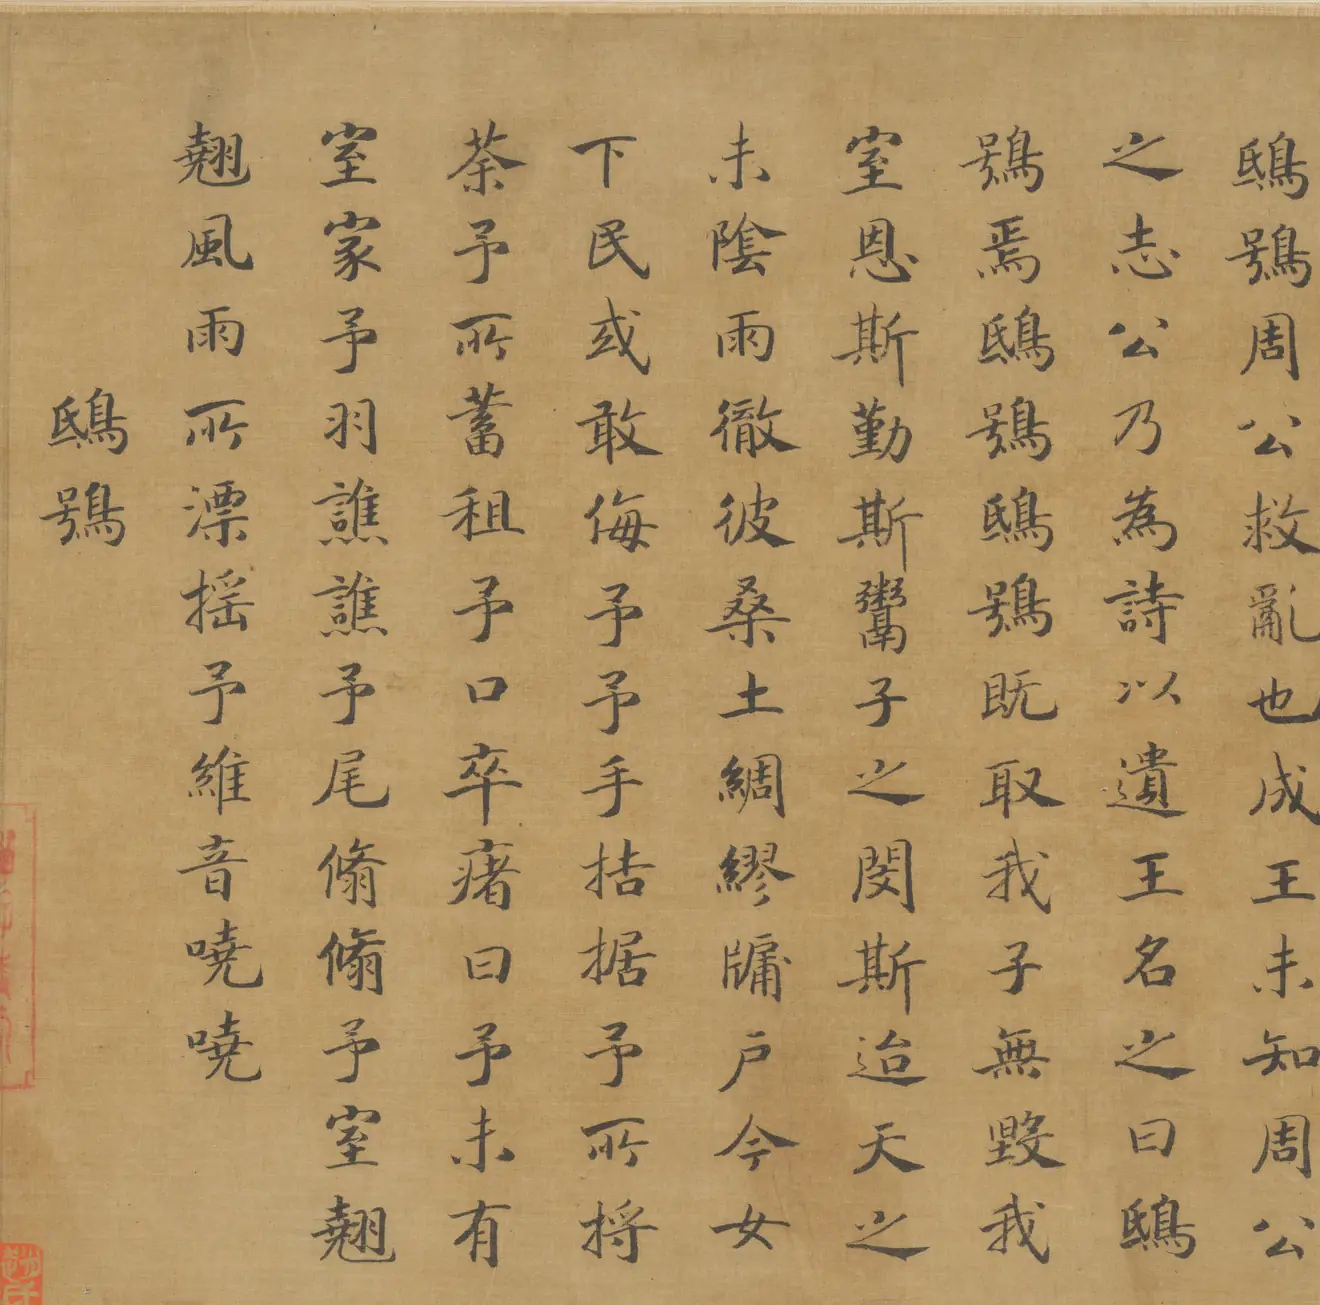 鴟鴞周公救亂也成王未知周公
之志公乃為詩以遺王名之曰鴟
鴞焉鴟鴞鴟鴞既取我子無毀我
室恩斯勤斯鬻子之閔斯迨天之
未陰雨徹彼桑土綢繆牖户今女
下民或敢侮予予手拮据予所捋
荼予所蓄租予口卒瘏曰予未有
室家予羽譙譙予尾翛翛予室翹
翹風雨所漂搖予維音嘵嘵
鴟鴞